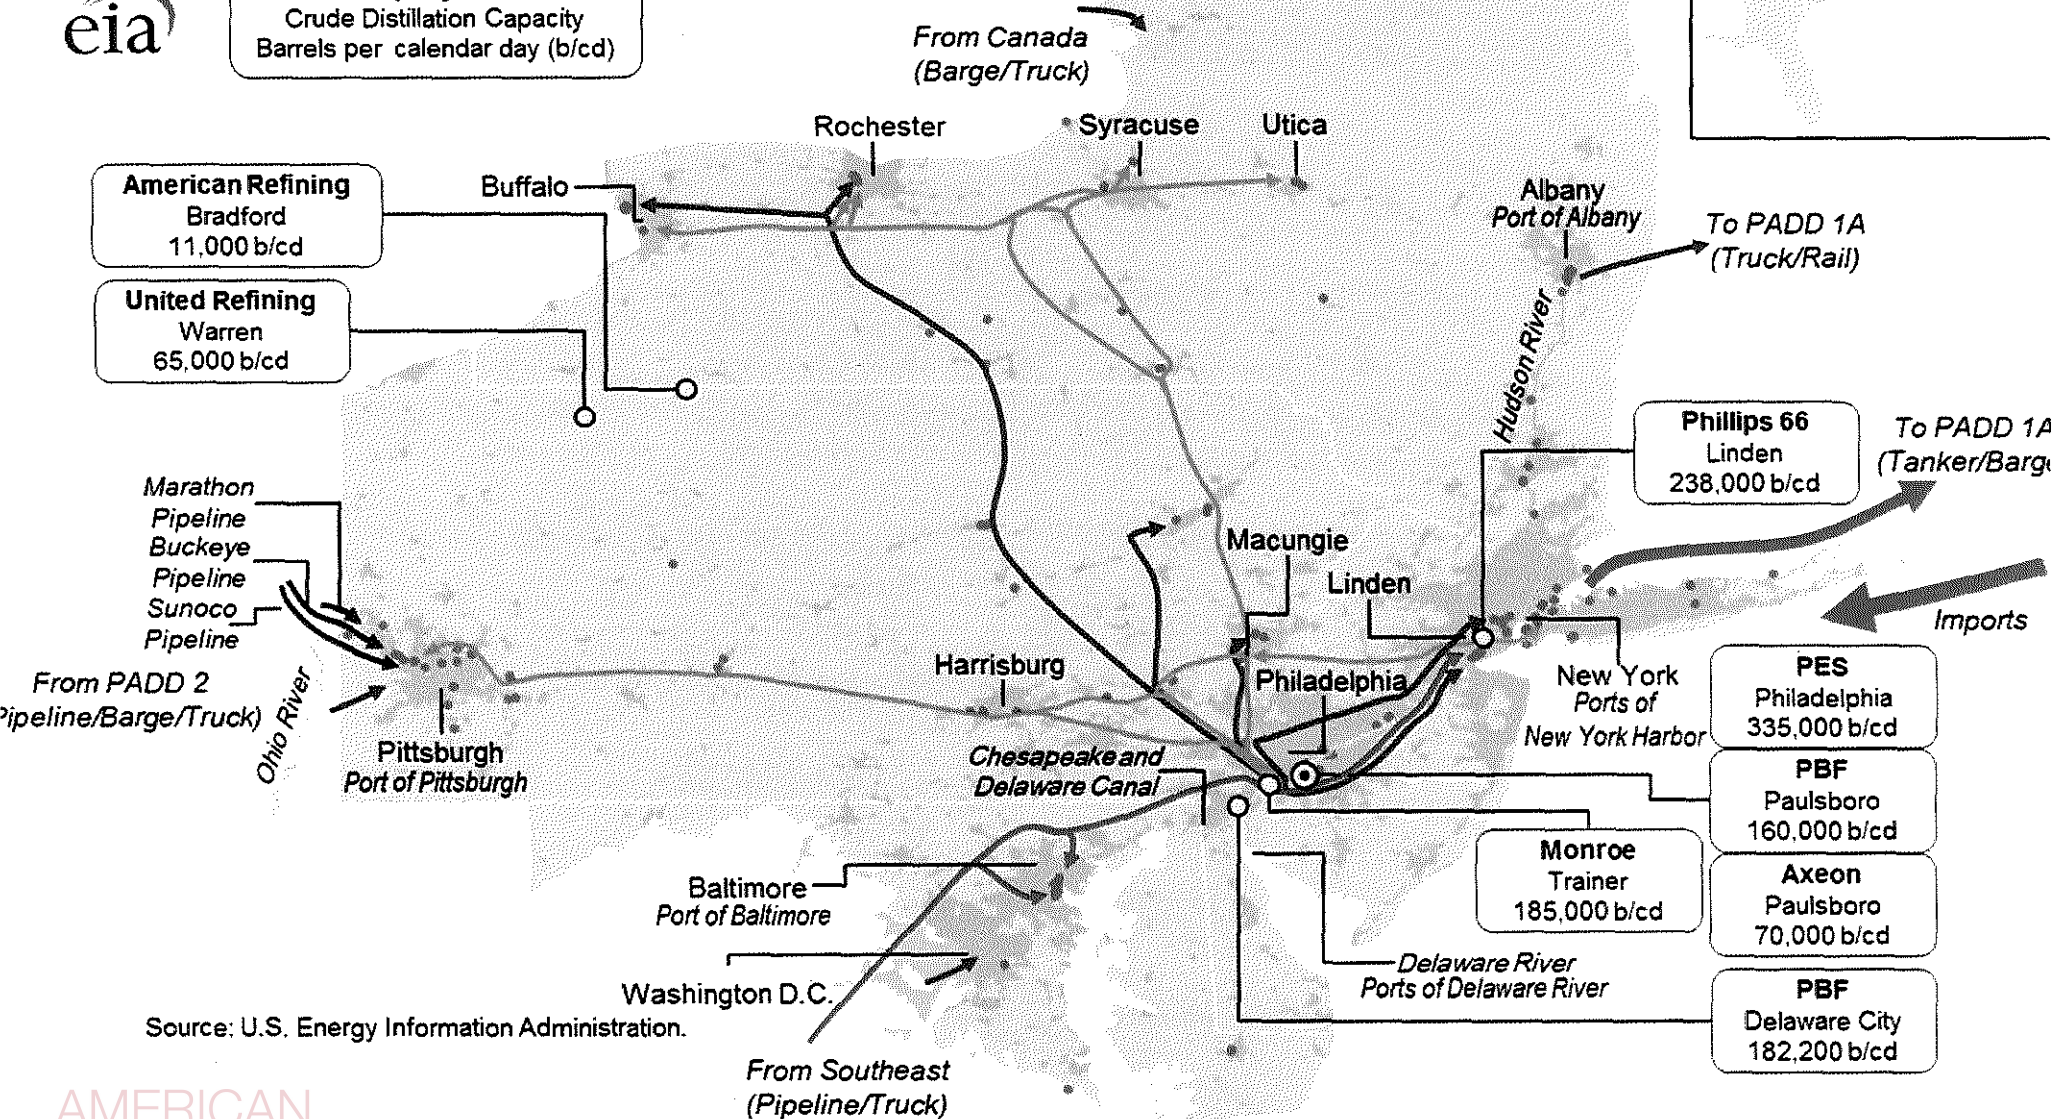 eia
Crude Distillation Capacity
Barrels per calendar day (b/cd)
From Canada
(Barge/Truck)
Rochester
Syracuse
Utica
American Refining
Bradford
11,000 b/cd
Buffalo
Albany
Port of Albany
To PADD 1A
(Truck/Rail)
United Refining
Warren
65,000 b/cd
Hudson River
Phillips 66
Linden
238,000 b/cd
To PADD 1A
(Tanker/Barge
Marathon
Pipeline
Buckeye
Pipeline
Sunoco
Pipeline
Macungie
Linden
Imports
From PADD 2
Pipeline/Barge/Truck)
Ohio River
Harrisburg
Philadelphia
New York
Ports of
New York Harbor
PES
Philadelphia
335,000 b/cd
Pittsburgh
Port of Pittsburgh
Chesapeake and
Delaware Canal
PBF
Paulsboro
160,000 b/cd
Monroe
Trainer
185,000 b/cd
Axeon
Paulsboro
70,000 b/cd
Baltimore
Port of Baltimore
Delaware River
Ports of Delaware River
Washington D.C.
PBF
Delaware City
182,200 b/cd
Source: U.S. Energy Information Administration.
From Southeast
(Pipeline/Truck)
AMERICAN